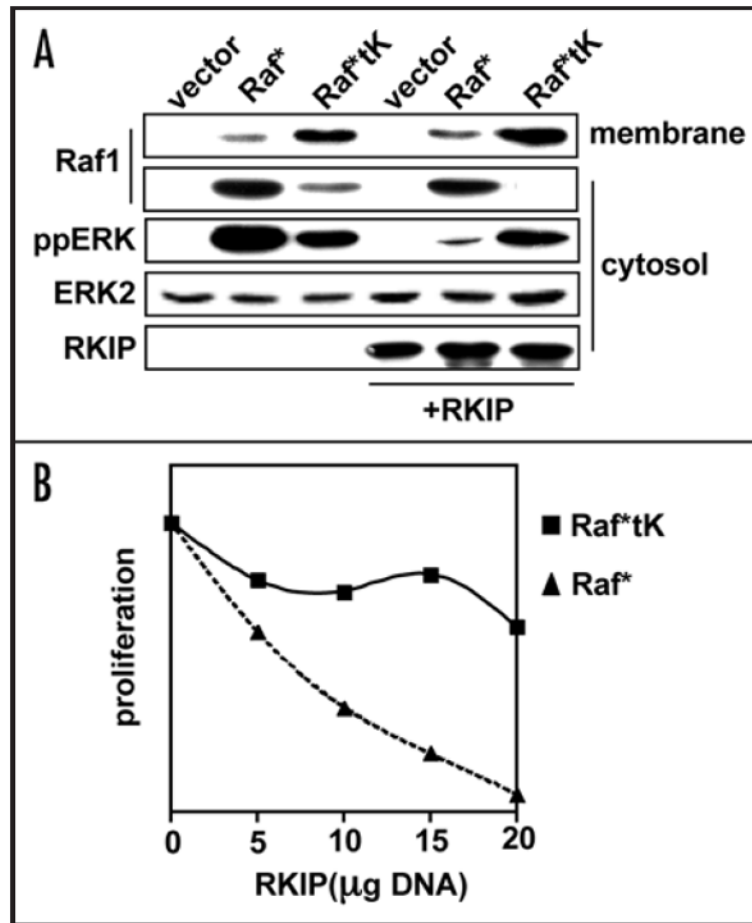 A
vector Raf* Raf*tK vector Raf* Raf*tK
Raf1
membrane
ppERK
ERK2
RKIP
cytosol
+RKIP
B
proliferation
Raf*tK
Raf*
0 5 10 15 20
RKIP(µg DNA)